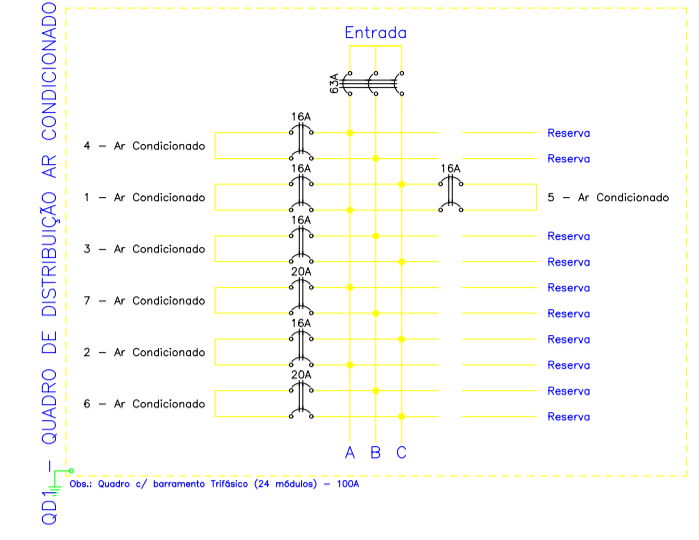 QD1 – QUADRO DE DISTRIBUIÇÃO AR CONDICIONADO
Entrada
63A
16A
4 – Ar Condicionado
Reserva
Reserva
16A
1 – Ar Condicionado
16A
5 – Ar Condicionado
16A
3 – Ar Condicionado
Reserva
Reserva
20A
7 – Ar Condicionado
Reserva
Reserva
16A
2 – Ar Condicionado
Reserva
Reserva
20A
6 – Ar Condicionado
Reserva
Reserva
A B C
Obs.: Quadro c/ barramento Trifásico (24 módulos) – 100A